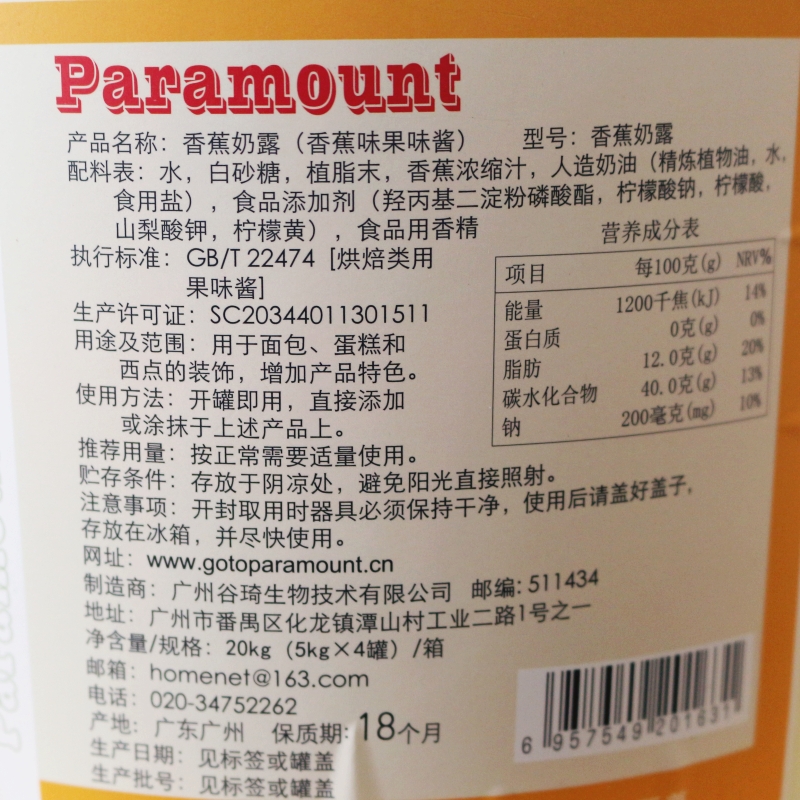 Paramount
产品名称：香蕉奶露（香蕉味果味酱） 型号：香蕉奶露
配料表：水，白砂糖，植脂末，香蕉浓缩汁，人造奶油（精炼植物油，水，
食用盐），食品添加剂（羟丙基二淀粉磷酸酯，柠檬酸钠，柠檬酸，
山梨酸钾，柠檬黄），食品用香精
执行标准：GB/T 22474 [烘焙类用
果味酱]
生产许可证：SC20344011301511
用途及范围：用于面包、蛋糕和
西点的装饰，增加产品特色。
使用方法：开罐即用，直接添加
或涂抹于上述产品上。
营养成分表
项目 每100克(g) NRV%
能量 1200千焦(kJ) 14%
蛋白质 0克(g) 0%
脂肪 12.0克(g) 20%
碳水化合物 40.0克(g) 13%
钠 200毫克(mg) 10%
推荐用量：按正常需要适量使用。
贮存条件：存放于阴凉处，避免阳光直接照射。
注意事项：开封取用时器具必须保持干净，使用后请盖好盖子，
存放在冰箱，并尽快使用。
网址：www.gotoparamount.cn
制造商：广州谷琦生物技术有限公司 邮编：511434
地址：广州市番禺区化龙镇潭山村工业二路1号之一
净含量/规格：20kg（5kg×4罐）/箱
邮箱：homenet@163.com
电话：020-34752262
产地：广东广州 保质期：18个月
生产日期：见标签或罐盖
生产批号：见标签或罐盖
6 957549 201631